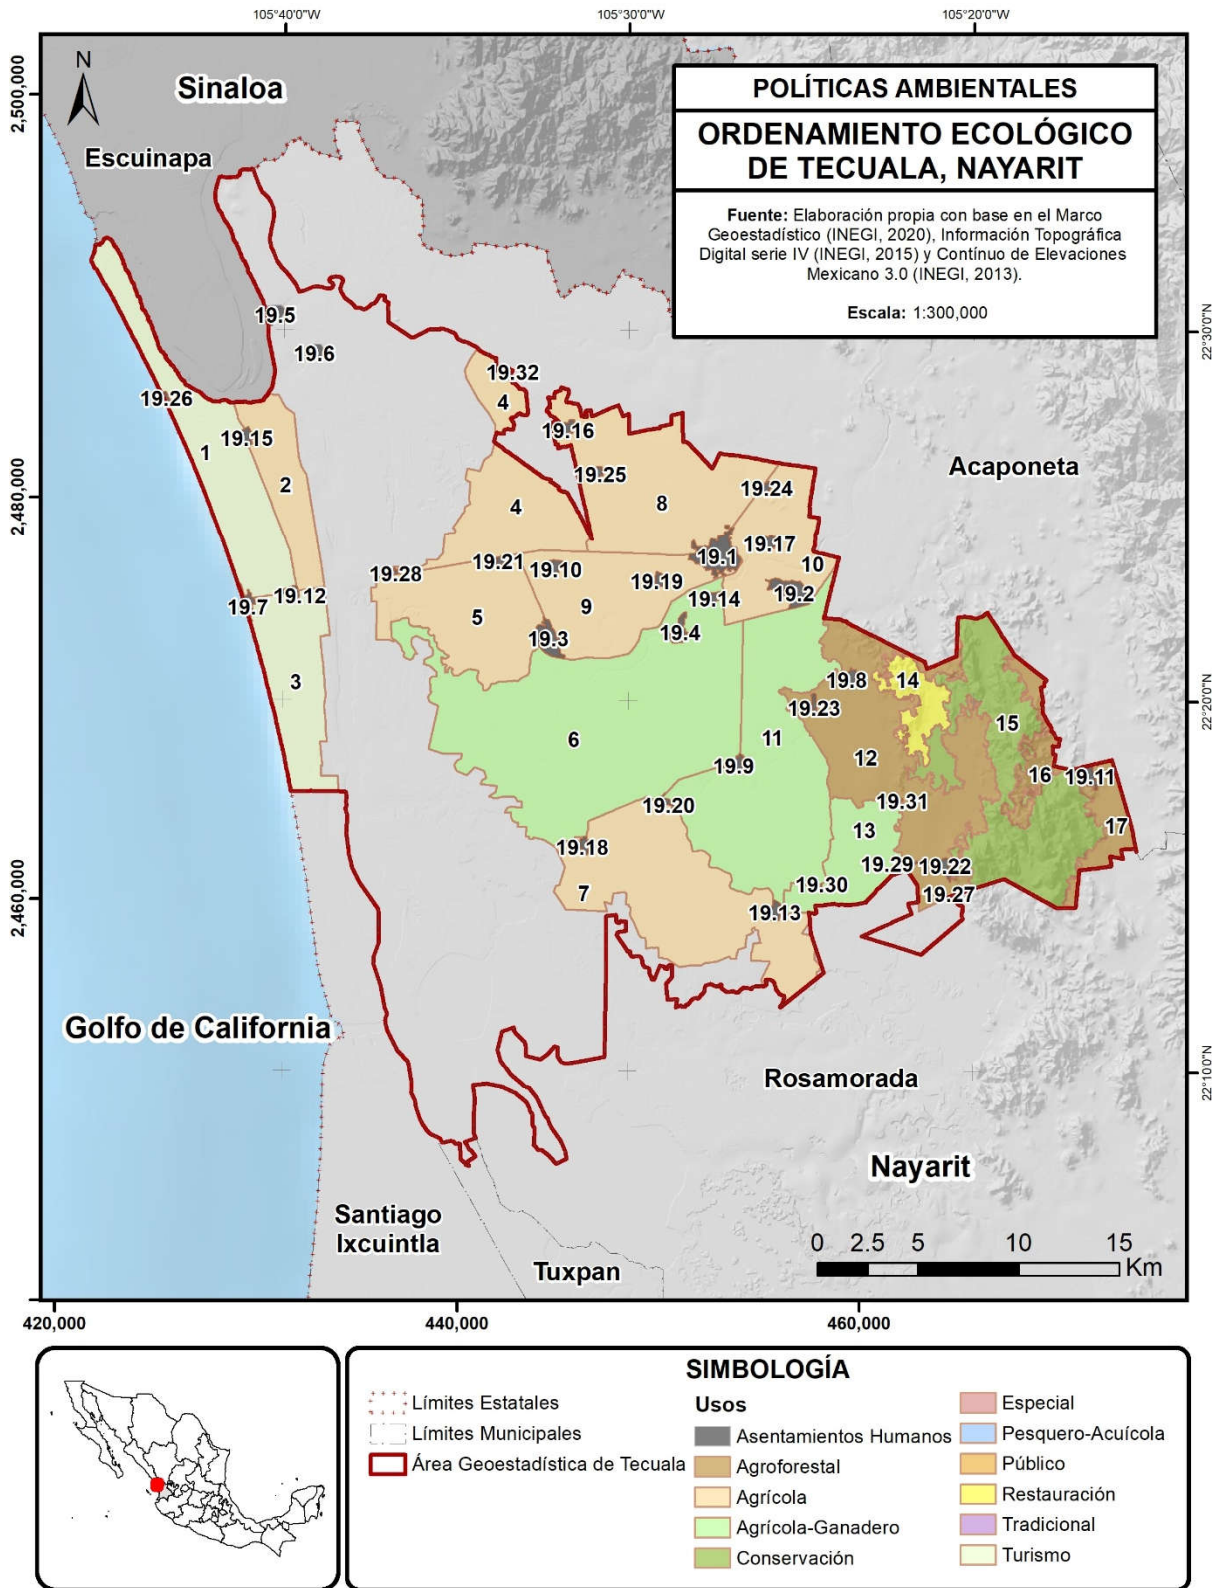 105°40'0"W
105°30'0"W
105°20'0"W
N
Sinaloa
Escuinapa
2,500,000
POLÍTICAS AMBIENTALES
ORDENAMIENTO ECOLÓGICO
DE TECUALA, NAYARIT
Fuente: Elaboración propia con base en el Marco
Geoestadístico (INEGI, 2020), Información Topográfica
Digital serie IV (INEGI, 2015) y Contínuo de Elevaciones
Mexicano 3.0 (INEGI, 2013).
Escala: 1:300,000
19.5
19.6
22°30'0"N
19.32
4
19.26
19.16
19.15
1
2
19.25
Acaponeta
2,480,000
4
8
19.24
19.17
19.1
10
19.21
19.10
19.28
19.19
19.7
19.12
19.14
19.2
9
5
19.4
19.3
19.8
14
3
19.23
15
22°20'0"N
6
11
12
19.9
16
19.11
19.20
19.31
17
13
19.18
19.29
19.22
19.30
19.27
7
2,460,000
19.13
Golfo de California
Rosamorada
22°10'0"N
Nayarit
Santiago
Ixcuintla
Tuxpan
0 2.5 5 10 15
Km
420,000
440,000
460,000
SIMBOLOGÍA
Límites Estatales
Límites Municipales
Área Geoestadística de Tecuala
Usos
Asentamientos Humanos
Agroforestal
Agrícola
Agrícola-Ganadero
Conservación
Especial
Pesquero-Acuícola
Público
Restauración
Tradicional
Turismo